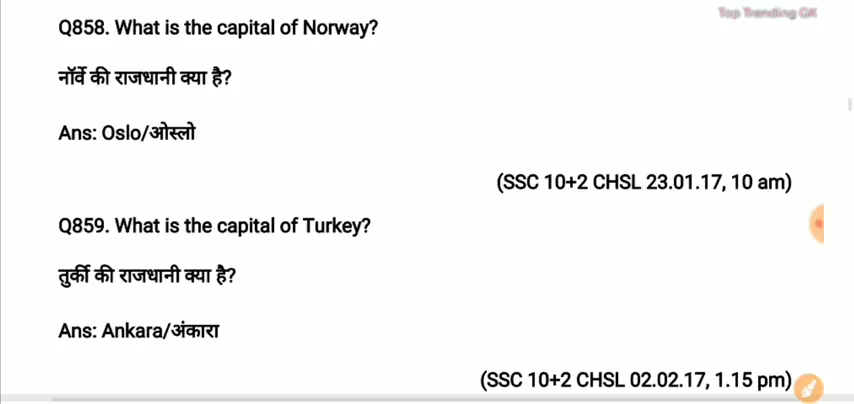 Top Trending GK
Q858. What is the capital of Norway?
नॉर्वे की राजधानी क्या है?
Ans: Oslo/ओस्लो
(SSC 10+2 CHSL 23.01.17, 10 am)
Q859. What is the capital of Turkey?
तुर्की की राजधानी क्या है?
Ans: Ankara/अंकारा
(SSC 10+2 CHSL 02.02.17, 1.15 pm)